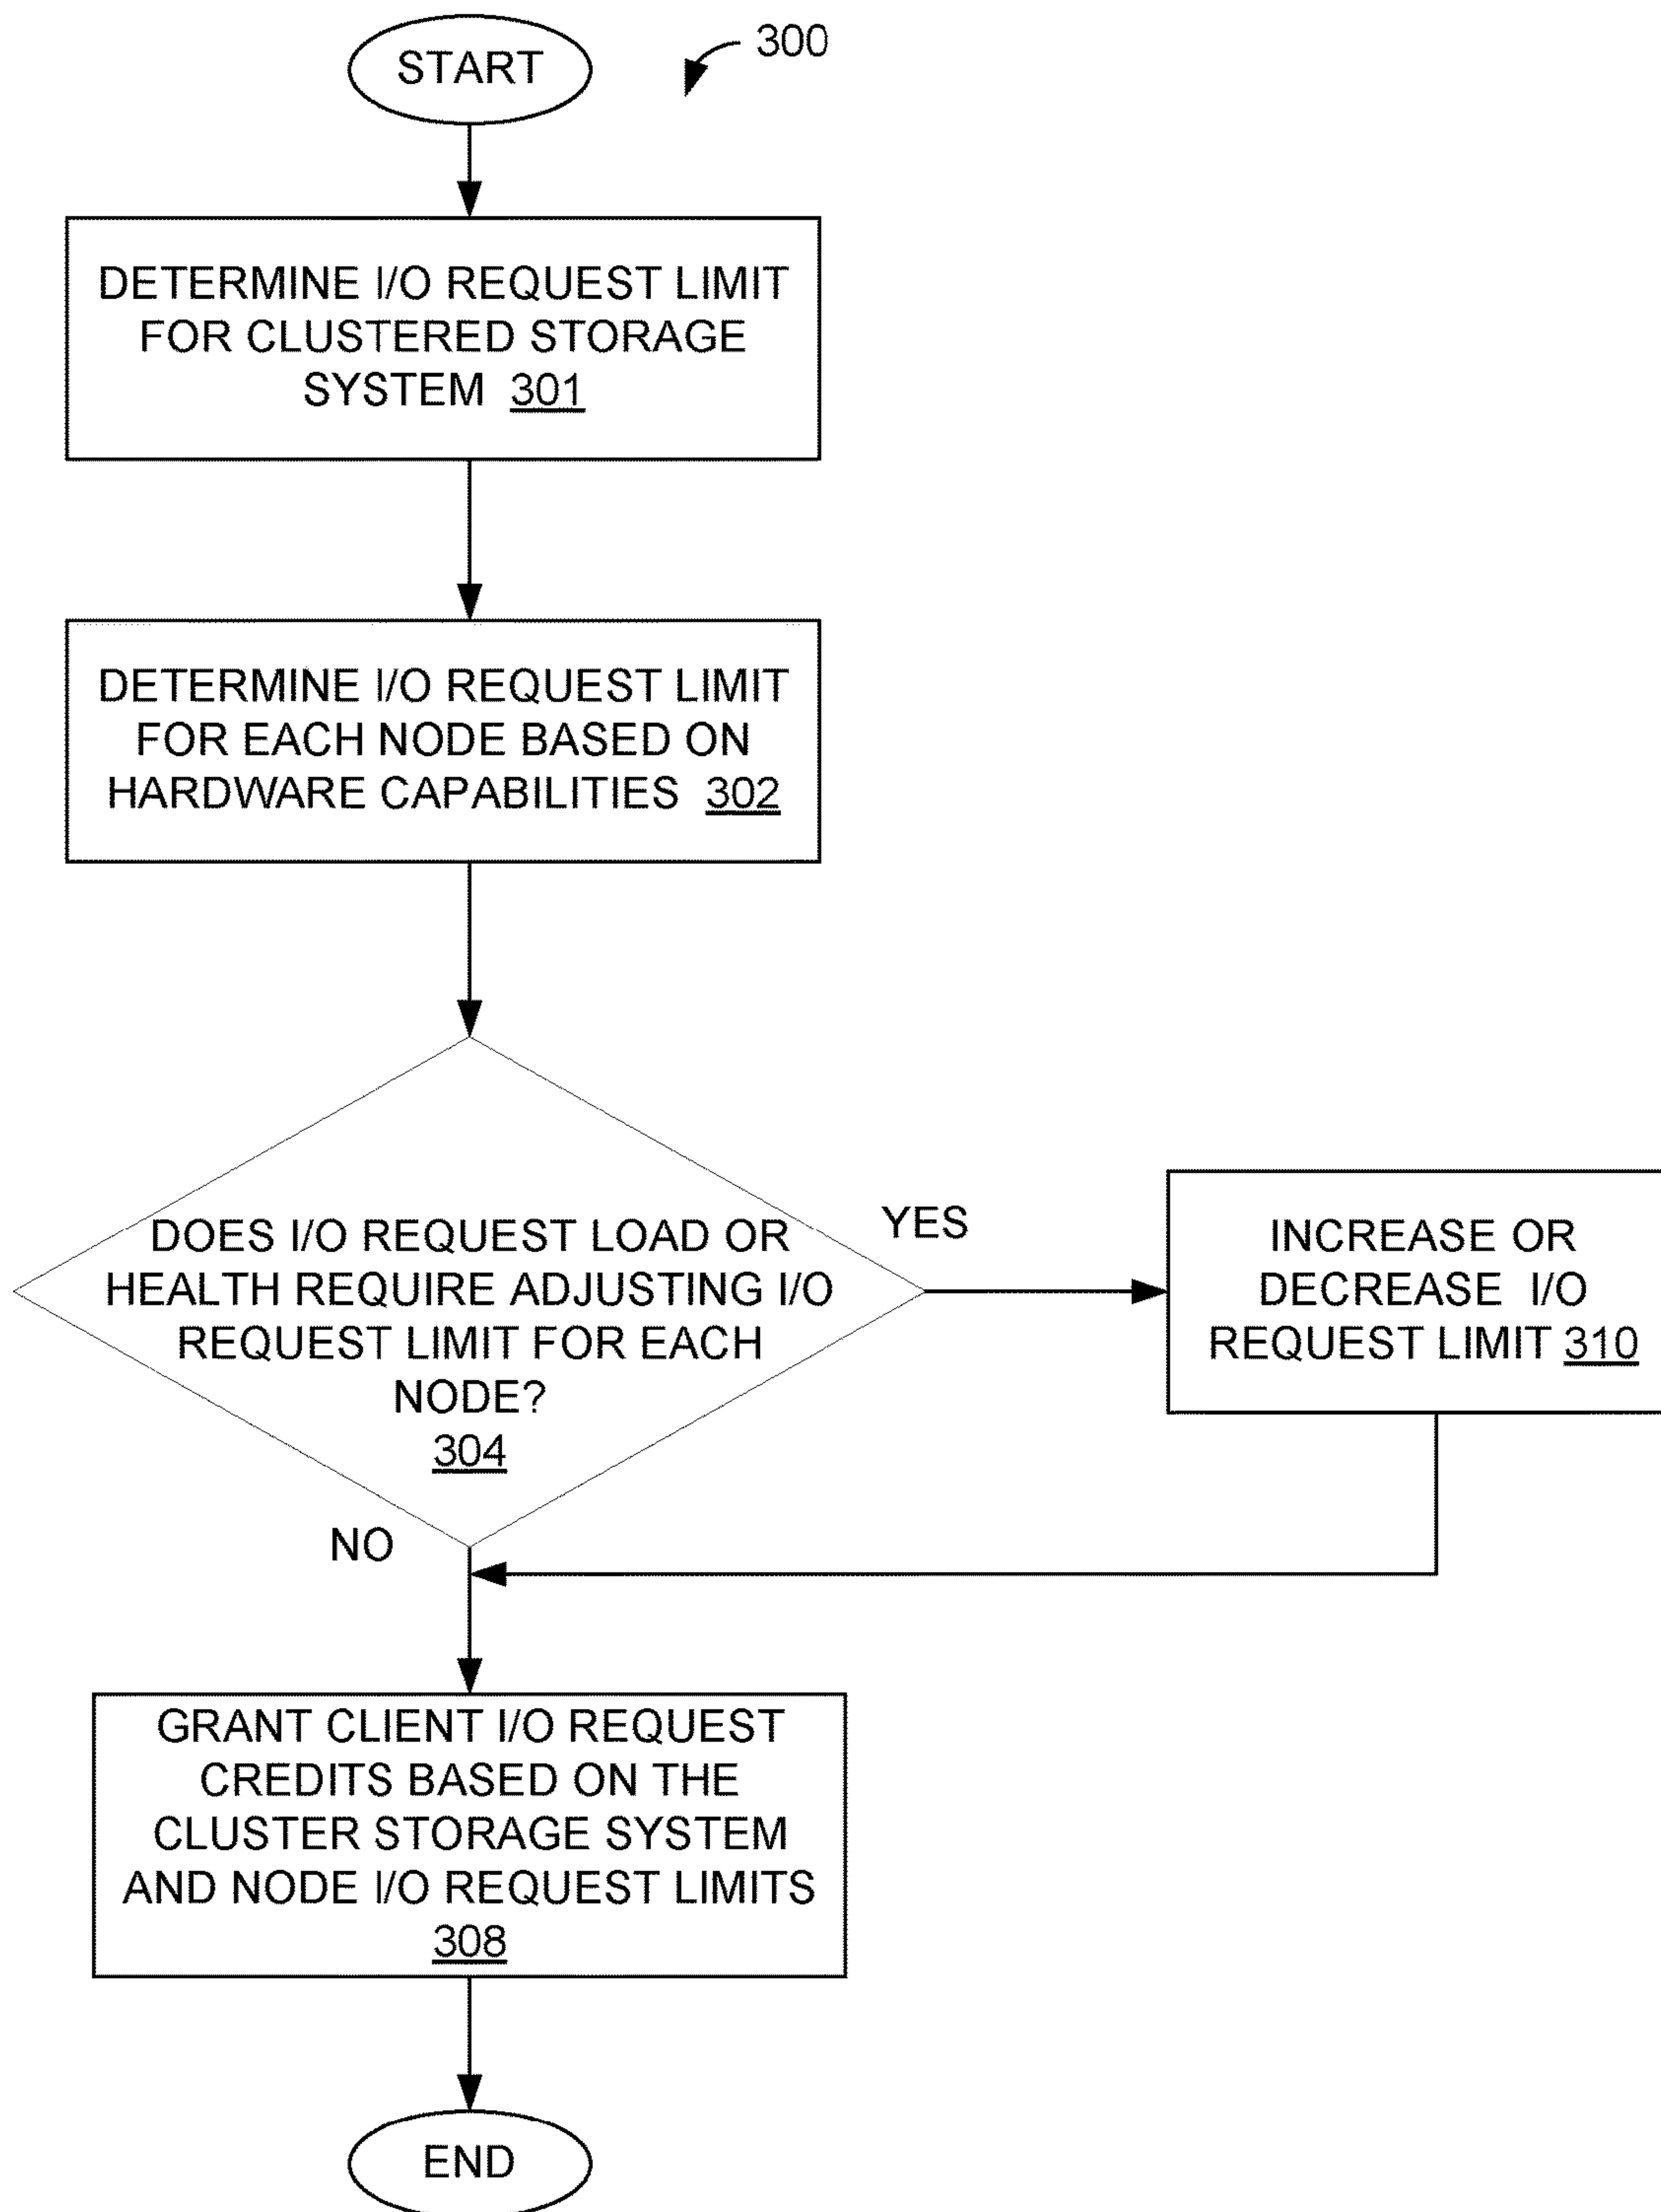 START
300
DETERMINE I/O REQUEST LIMIT
FOR CLUSTERED STORAGE
SYSTEM 301
DETERMINE I/O REQUEST LIMIT
FOR EACH NODE BASED ON
HARDWARE CAPABILITIES 302
DOES I/O REQUEST LOAD OR
HEALTH REQUIRE ADJUSTING I/O
REQUEST LIMIT FOR EACH
NODE?
304
YES
INCREASE OR
DECREASE I/O
REQUEST LIMIT 310
NO
GRANT CLIENT I/O REQUEST
CREDITS BASED ON THE
CLUSTER STORAGE SYSTEM
AND NODE I/O REQUEST LIMITS
308
END